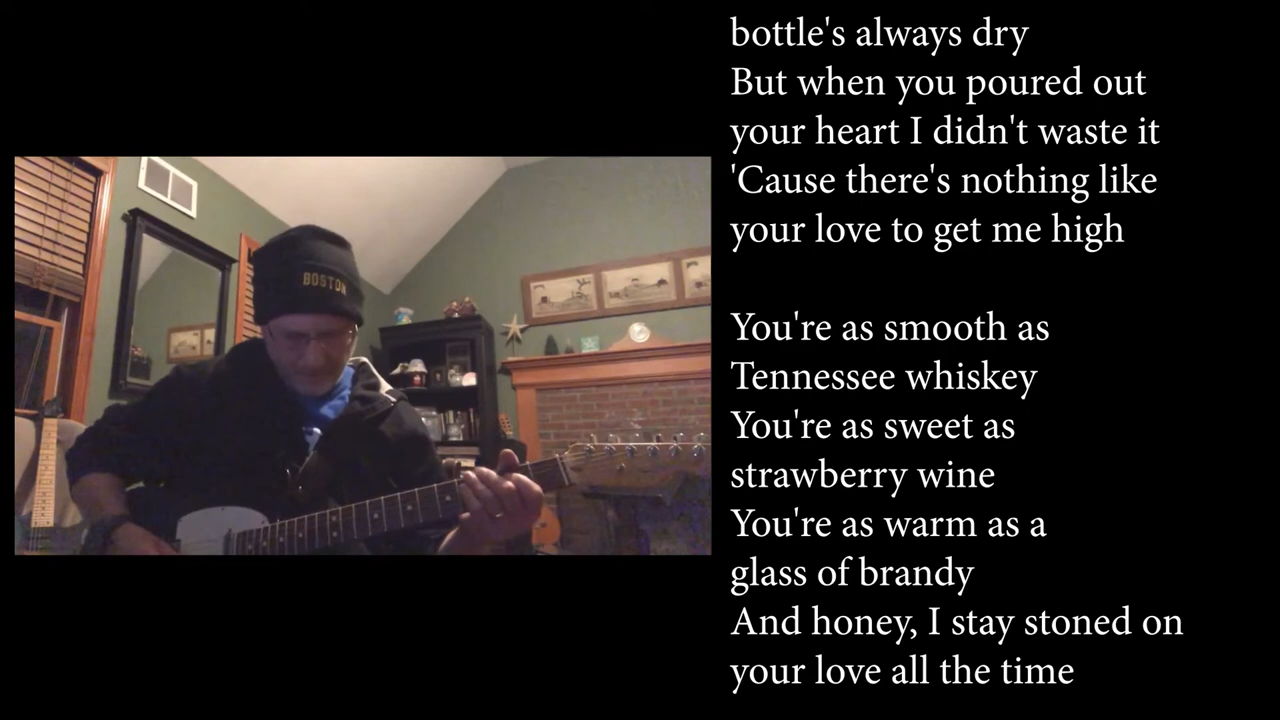 BOSTON
bottle's always dry
But when you poured out
your heart I didn't waste it
'Cause there's nothing like
your love to get me high
You're as smooth as
Tennessee whiskey
You're as sweet as
strawberry wine
You're as warm as a
glass of brandy
And honey, I stay stoned on
your love all the time